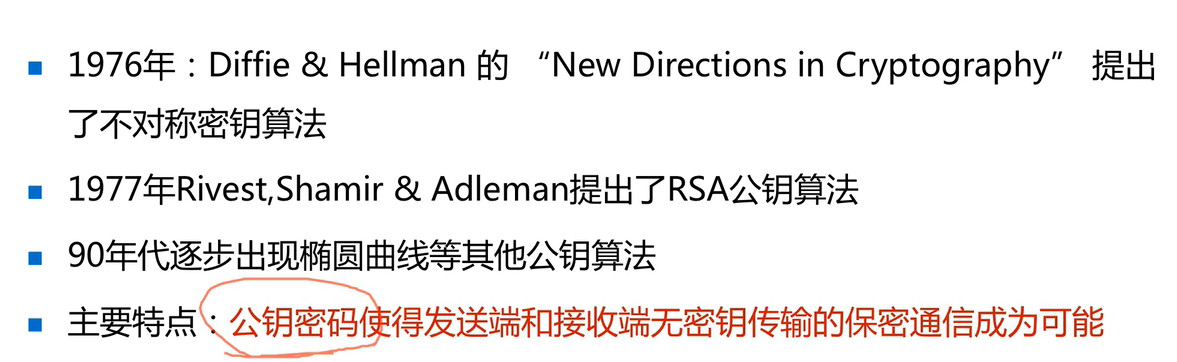 1976年：Diffie & Hellman 的 “New Directions in Cryptography” 提出
了不对称密钥算法
1977年Rivest,Shamir & Adleman提出了RSA公钥算法
90年代逐步出现椭圆曲线等其他公钥算法
主要特点：公钥密码使得发送端和接收端无密钥传输的保密通信成为可能